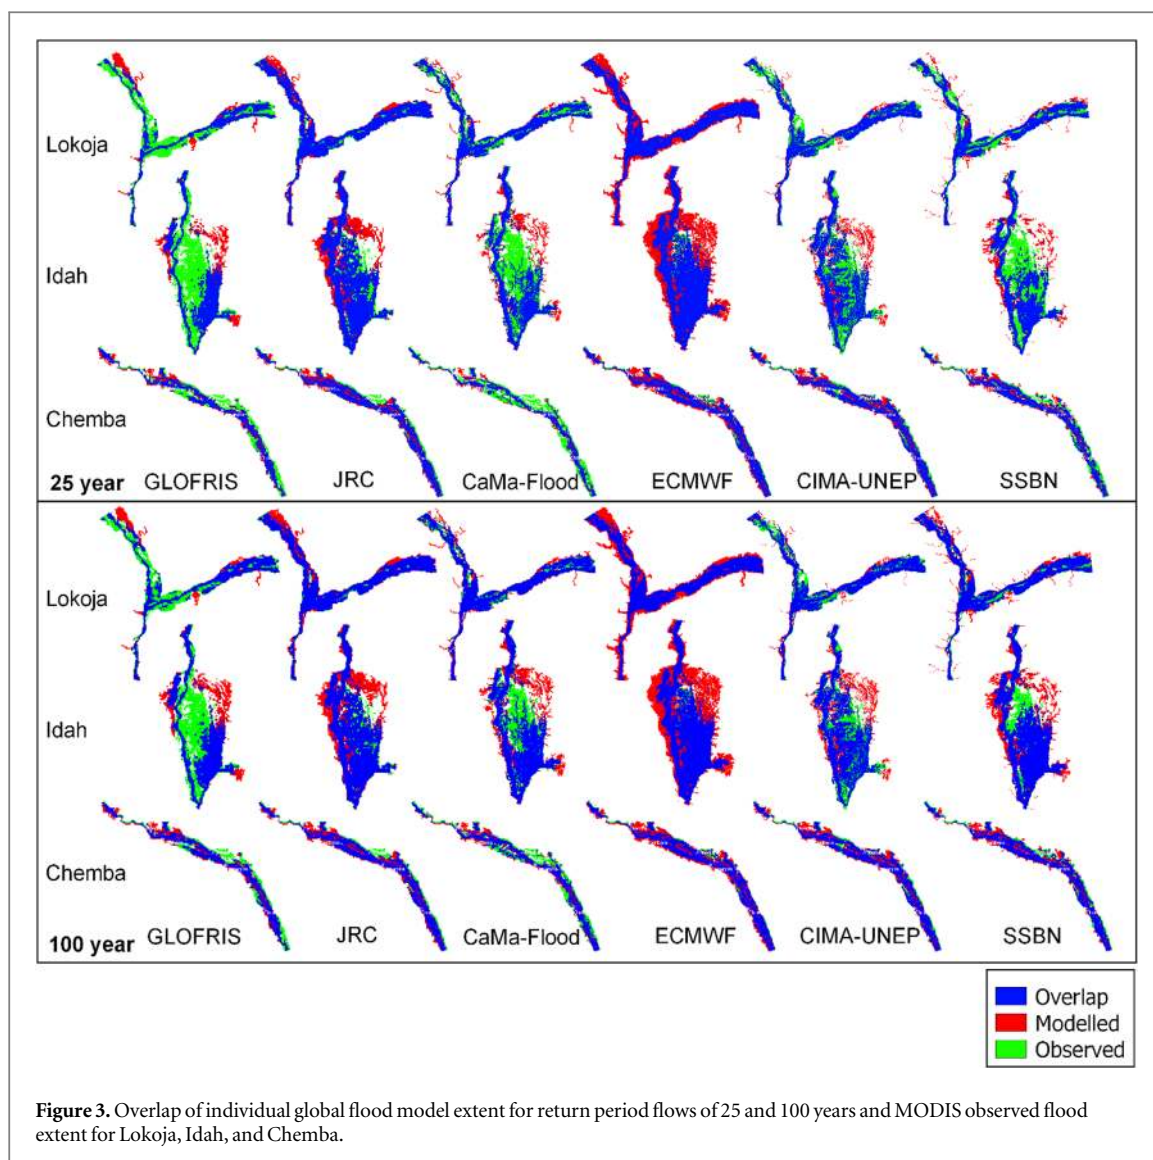 Lokoja
Idah
Chemba
25 year GLOFRIS JRC CaMa-Flood ECMWF CIMA-UNEP SSBN
Lokoja
Idah
Chemba
100 year GLOFRIS JRC CaMa-Flood ECMWF CIMA-UNEP SSBN
Overlap
Modelled
Observed
Figure 3. Overlap of individual global flood model extent for return period flows of 25 and 100 years and MODIS observed flood
extent for Lokoja, Idah, and Chemba.